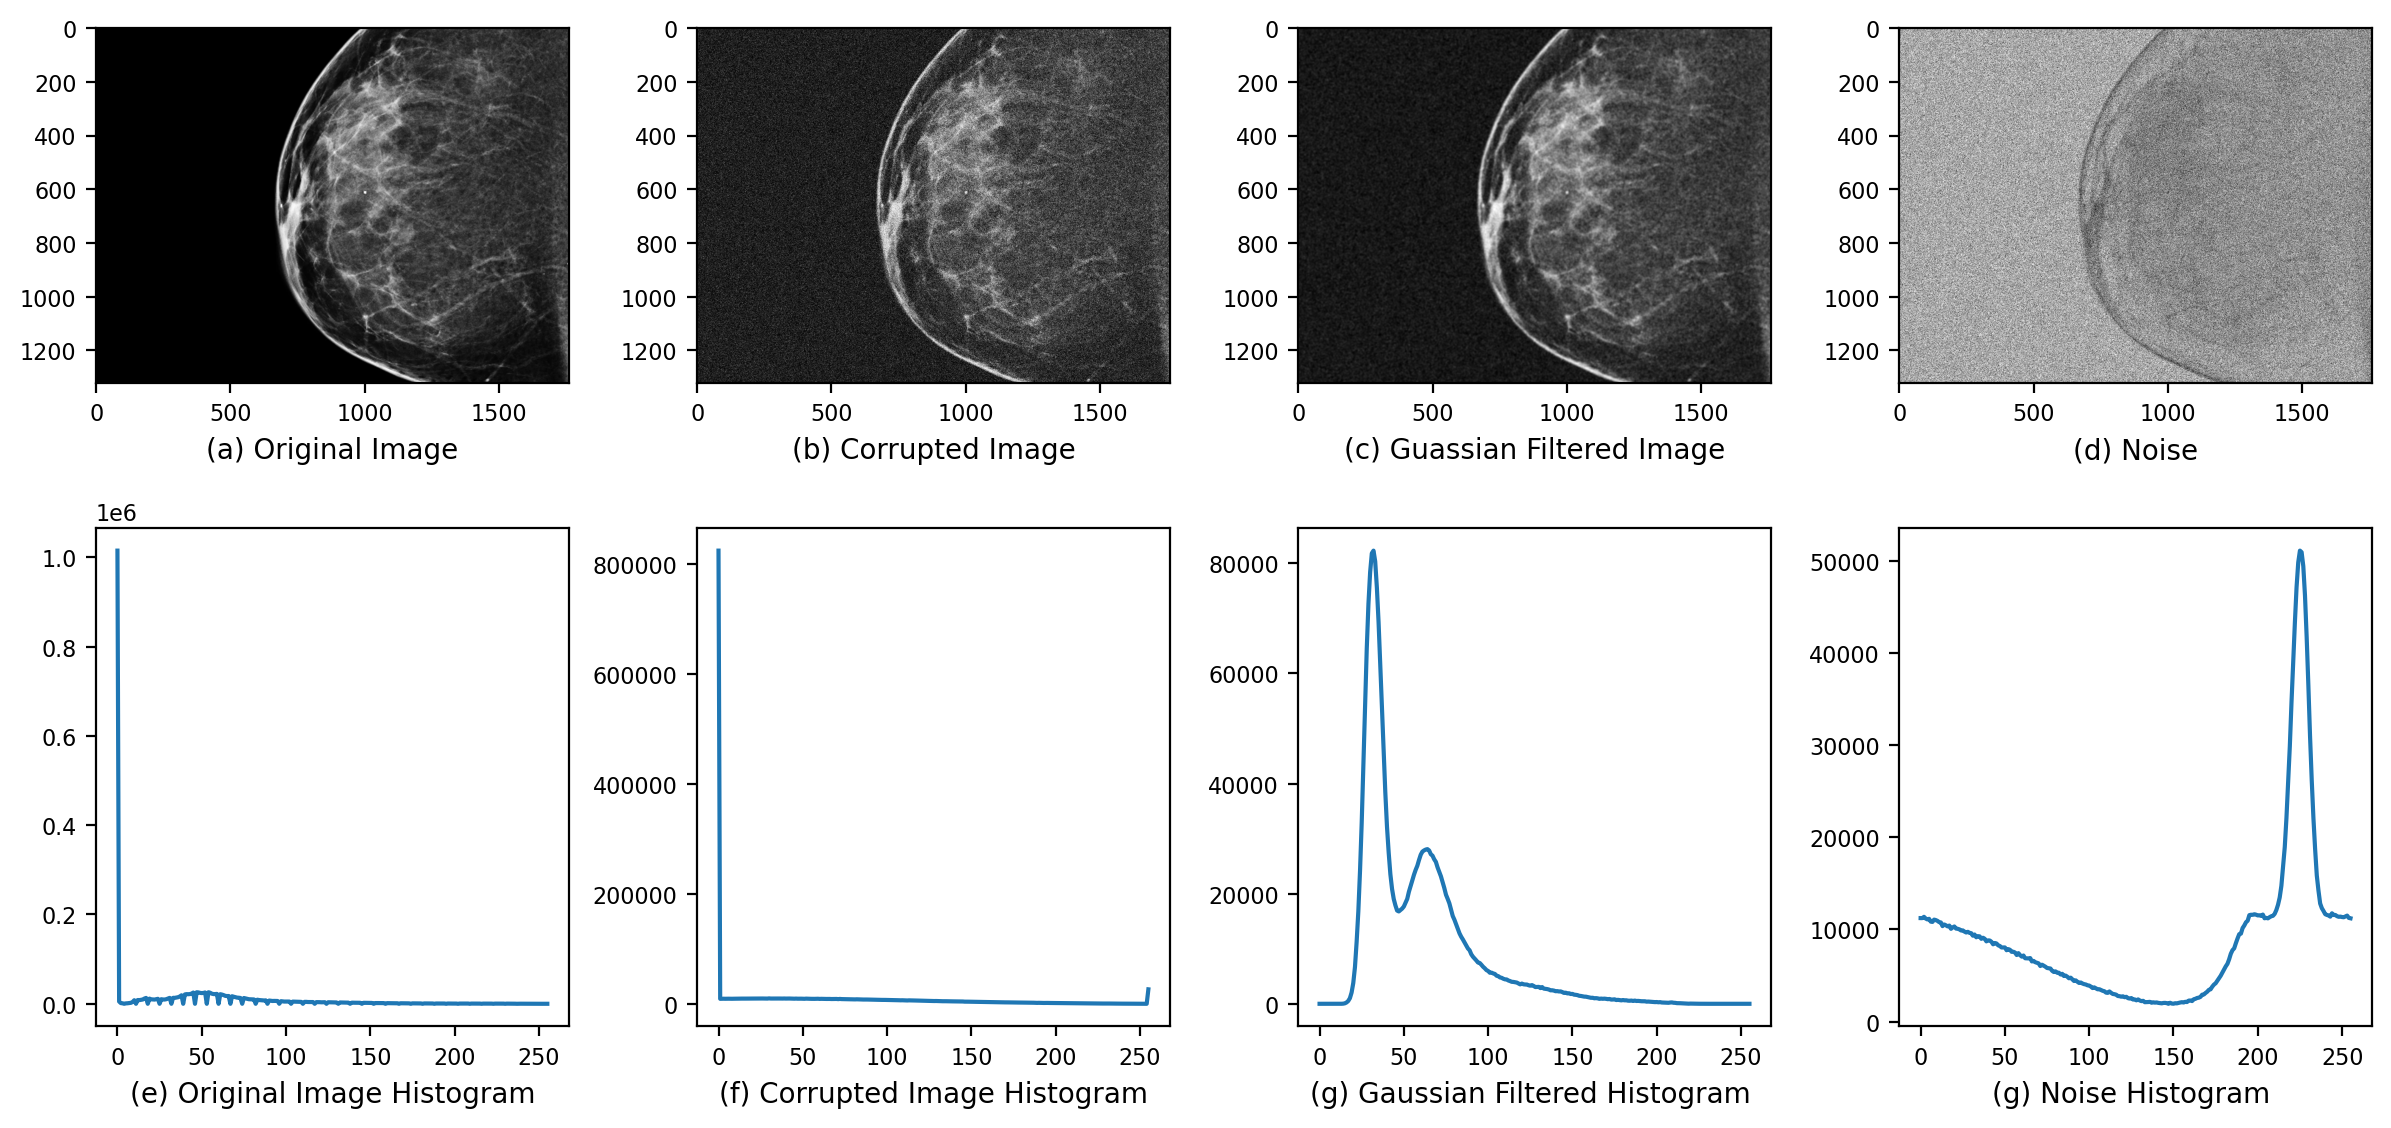 0
200
400
600
800
1000
1200
0 500 1000 1500
(a) Original Image
0
200
400
600
800
1000
1200
0 500 1000 1500
(b) Corrupted Image
0
200
400
600
800
1000
1200
0 500 1000 1500
(c) Guassian Filtered Image
0
200
400
600
800
1000
1200
0 500 1000 1500
(d) Noise
1e6
1.0
0.8
0.6
0.4
0.2
0.0
0 50 100 150 200 250
(e) Original Image Histogram
800000
600000
400000
200000
0
0 50 100 150 200 250
(f) Corrupted Image Histogram
80000
60000
40000
20000
0
0 50 100 150 200 250
(g) Gaussian Filtered Histogram
50000
40000
30000
20000
10000
0
0 50 100 150 200 250
(g) Noise Histogram